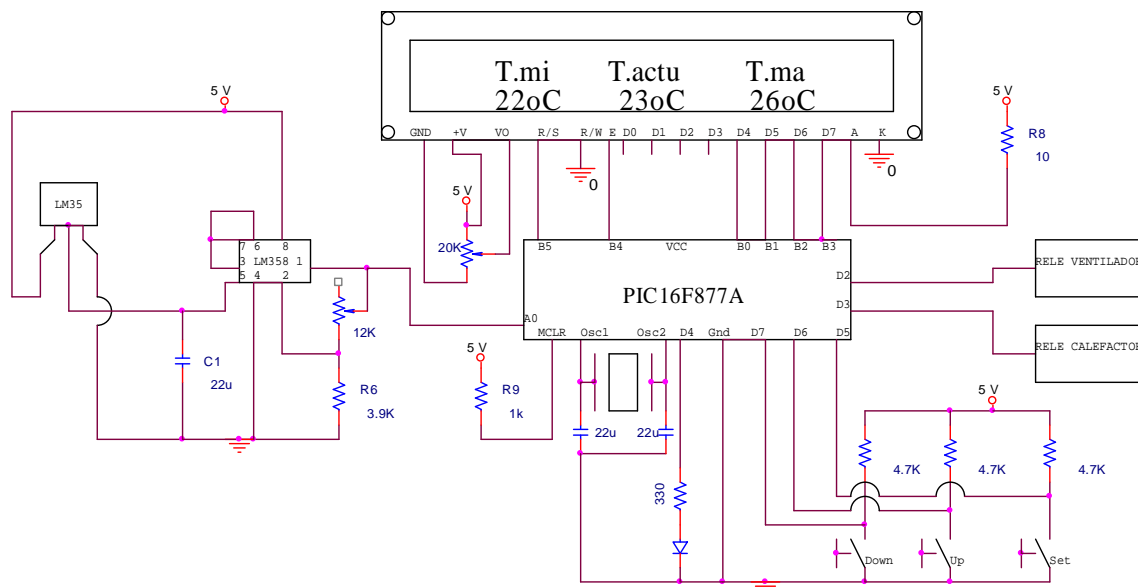 T.mi T.actu T.ma
22oC 23oC 26oC
GND +V VO R/S R/W E D0 D1 D2 D3 D4 D5 D6 D7 A K
5 V
5 V
R8
10
0
0
LM35
5 V
20K
7 6 8
3 LM358 1
5 4 2
B5 B4 VCC B0 B1 B2 B3
D2
RELE VENTILADOR
PIC16F877A
D3
A0
MCLR Osc1 Osc2 D4 Gnd D7 D6 D5
RELE CALEFACTOR
12K
C1
22u
5 V
R6
3.9K
R9
1k
5 V
22u
22u
4.7K
4.7K
4.7K
330
Down
Up
Set